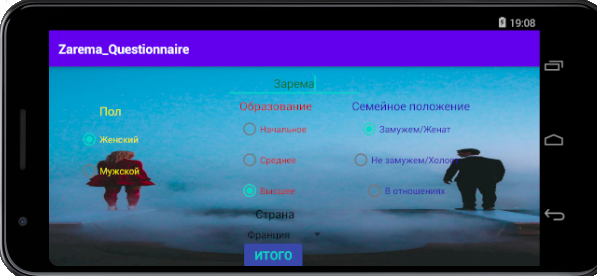 19:08
Zarema_Questionnaire
Зарема
Пол
Женский
Мужской
Образование
Начальное
Среднее
Высшее
Семейное положение
Замужем/Женат
Не замужем/Холост
В отношениях
Страна
Франция
ИТОГО